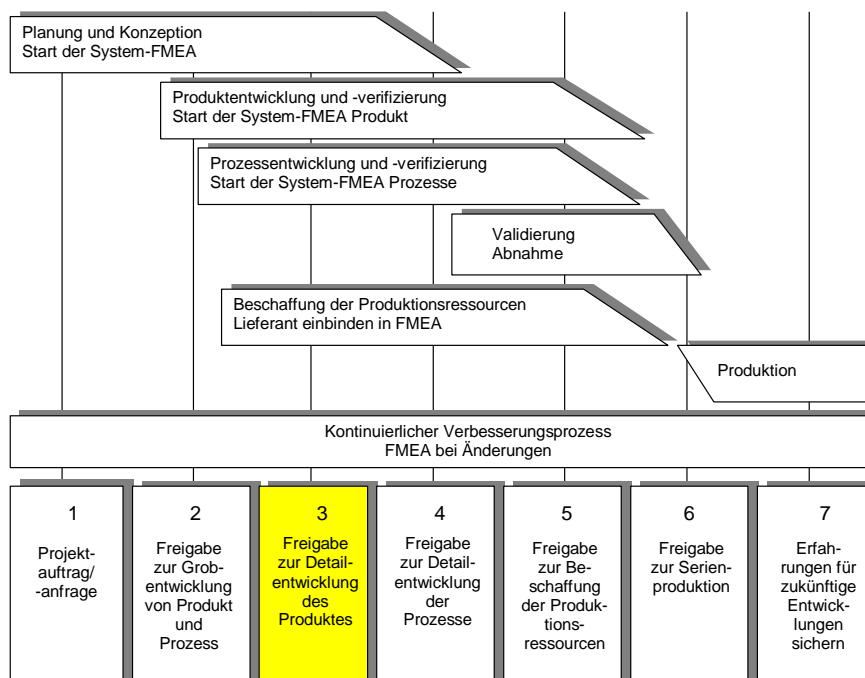 Planung und Konzeption
Start der System-FMEA
Produktentwicklung und -verifizierung
Start der System-FMEA Produkt
Prozessentwicklung und -verifizierung
Start der System-FMEA Prozesse
Validierung
Abnahme
Beschaffung der Produktionsressourcen
Lieferant einbinden in FMEA
Produktion
Kontinuierlicher Verbesserungsprozess
FMEA bei Änderungen
1
Projekt-
auftrag/
-anfrage
2
Freigabe
zur Grob-
entwicklung
von Produkt
und
Prozess
3
Freigabe
zur Detail-
entwicklung
des
Produktes
4
Freigabe
zur Detail-
entwicklung
der
Prozesse
5
Freigabe
zur Be-
schaffung
der Produk-
tions-
ressourcen
6
Freigabe
zur Serien-
produktion
7
Erfah-
rungen für
zukünftige
Entwick-
lungen
sichern